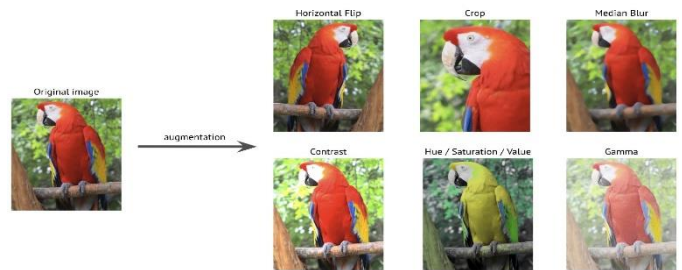 Original image
augmentation
Horizontal Flip
Crop
Median Blur
Contrast
Hue / Saturation / Value
Gamma